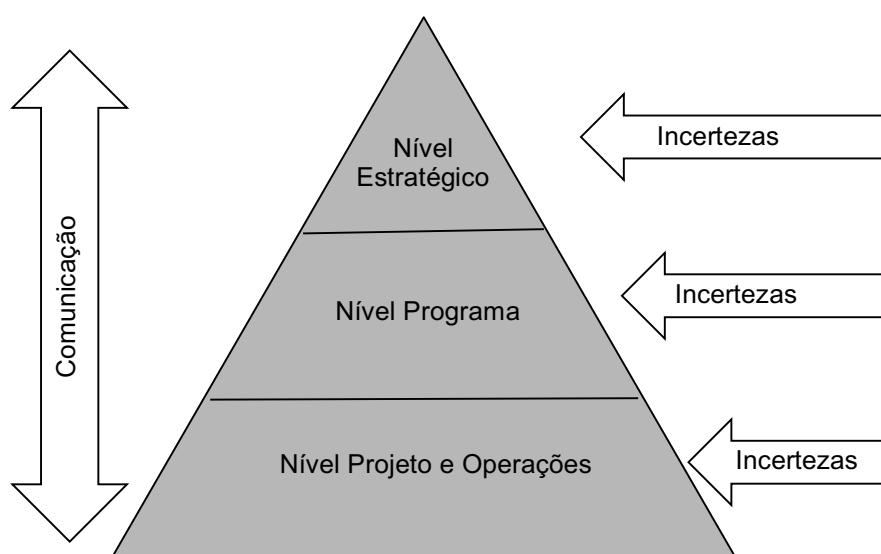 Nível
Estratégico
Incertezas
Comunicação
Nível Programa
Incertezas
Nível Projeto e Operações
Incertezas